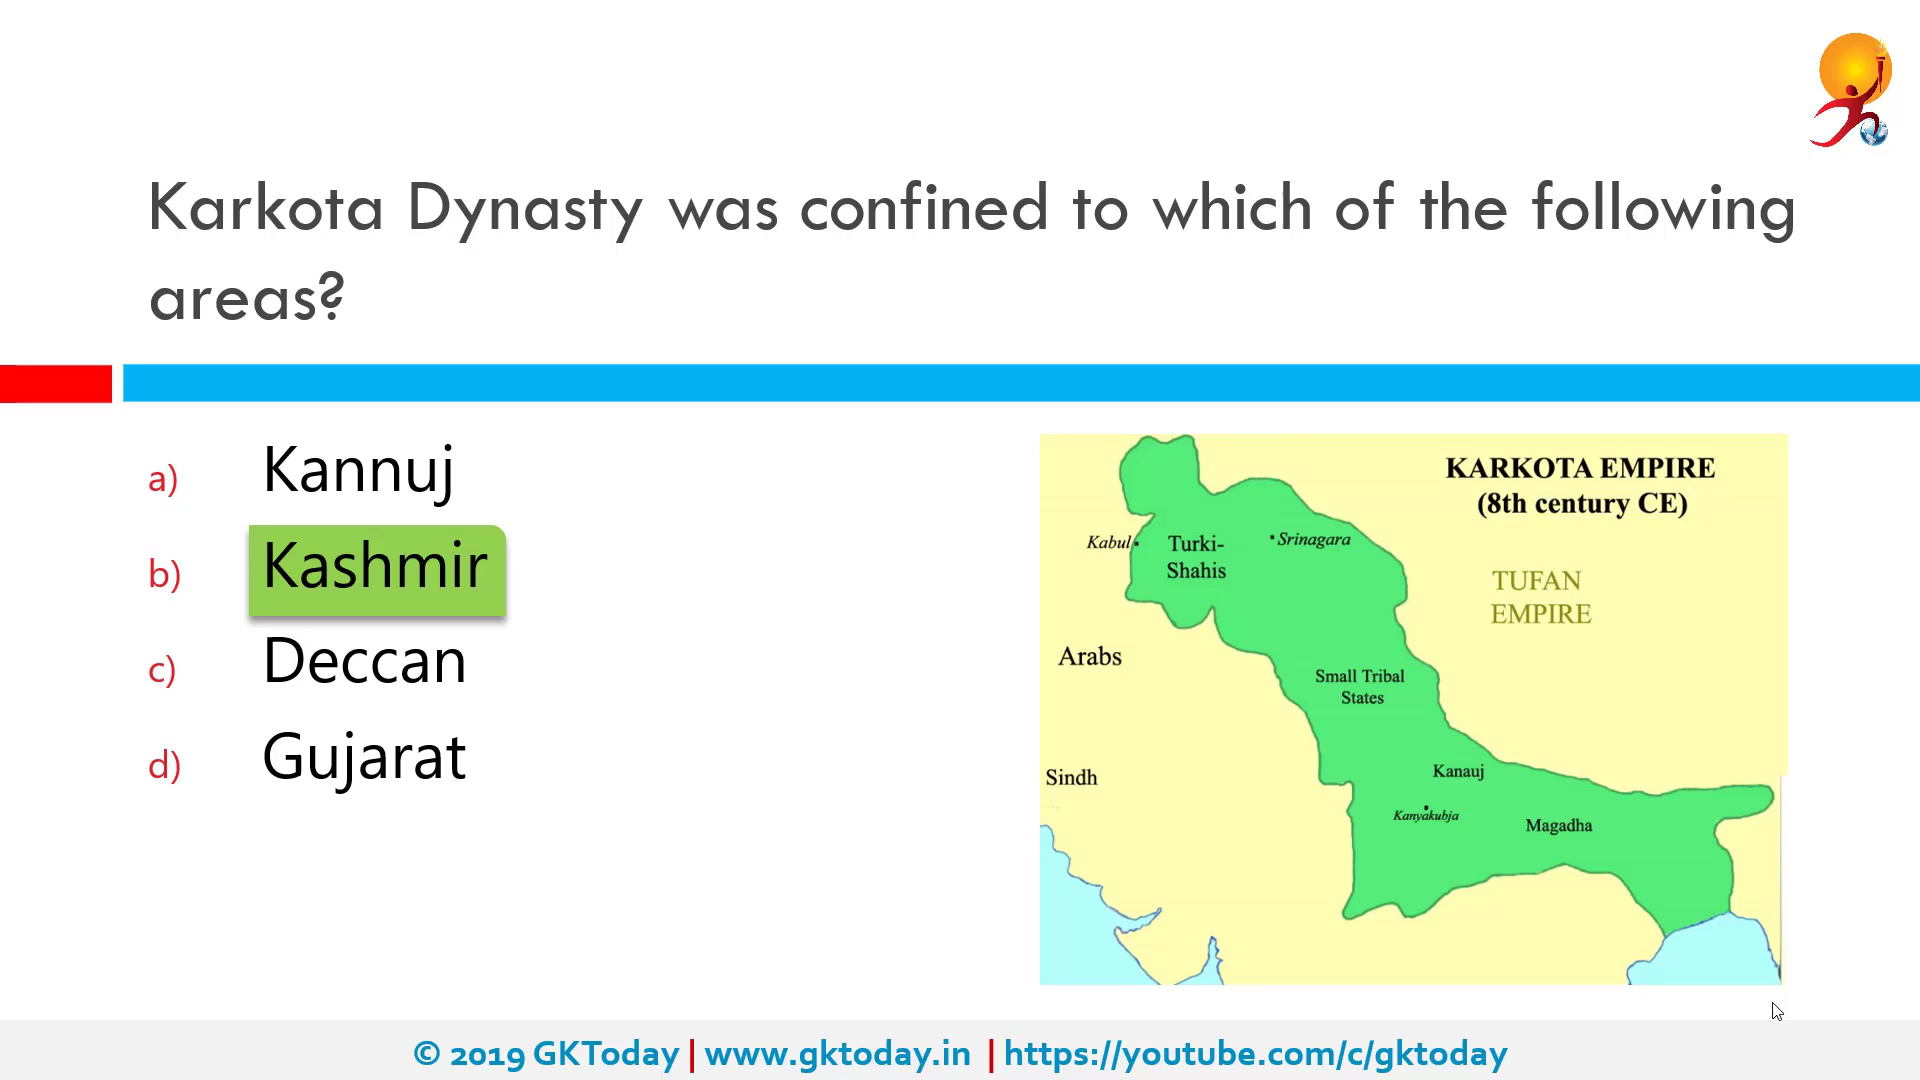 Karkota Dynasty was confined to which of the following
areas?
a) Kannuj
b) Kashmir
c) Deccan
d) Gujarat
KARKOTA EMPIRE
(8th century CE)
Kabul
Turki-
Shahis
Srinagara
TUFAN
EMPIRE
Arabs
Small Tribal
States
Sindh
Kanauj
Kanyakubja
Magadha
© 2019 GKToday | www.gktoday.in | https://youtube.com/c/gktoday